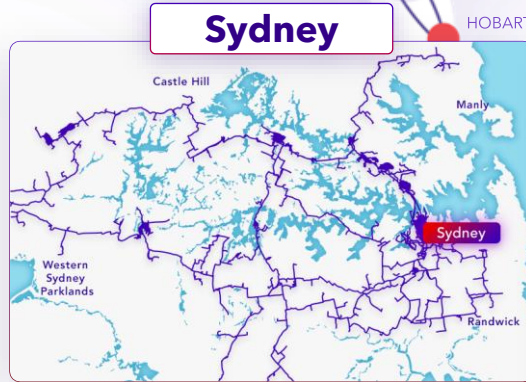 Sydney
HOBART
Castle Hill
Manly
Sydney
Western
Sydney
Parklands
Randwick